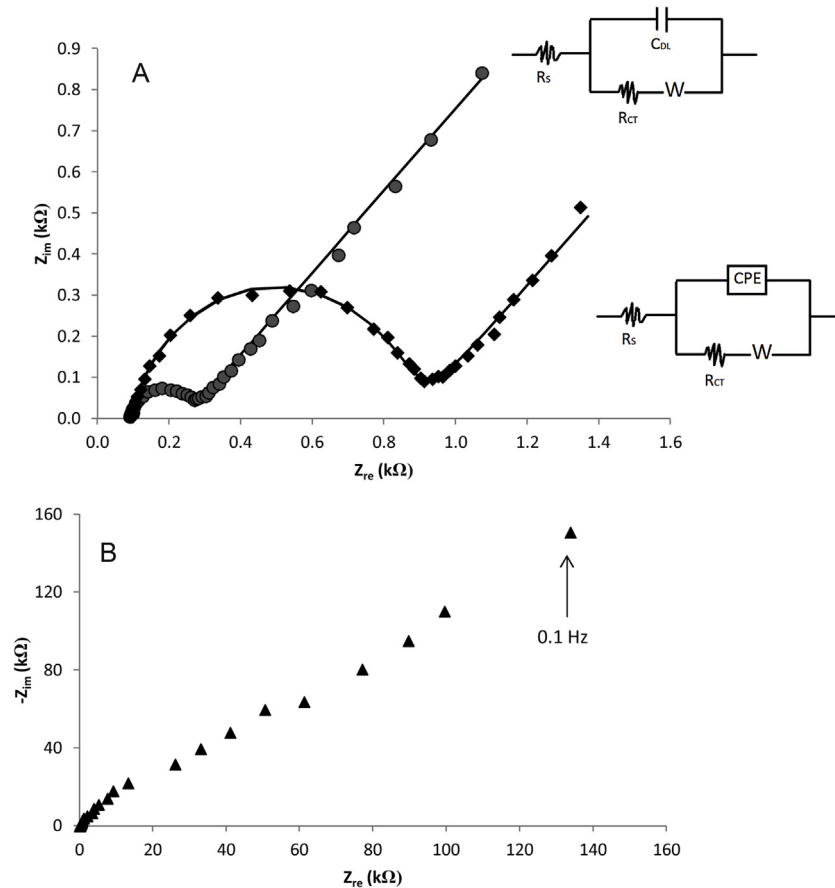 A
0.9
0.8
0.7
0.6
0.5
0.4
0.3
0.2
0.1
0.0
Zim (kΩ)
0.0 0.2 0.4 0.6 0.8 1.0 1.2 1.4 1.6
Zre (kΩ)
CDL
RS
RCT W
CPE
RS
RCT W
B
160
120
80
40
0
-Zim (kΩ)
0.1 Hz
0 20 40 60 80 100 120 140 160
Zre (kΩ)